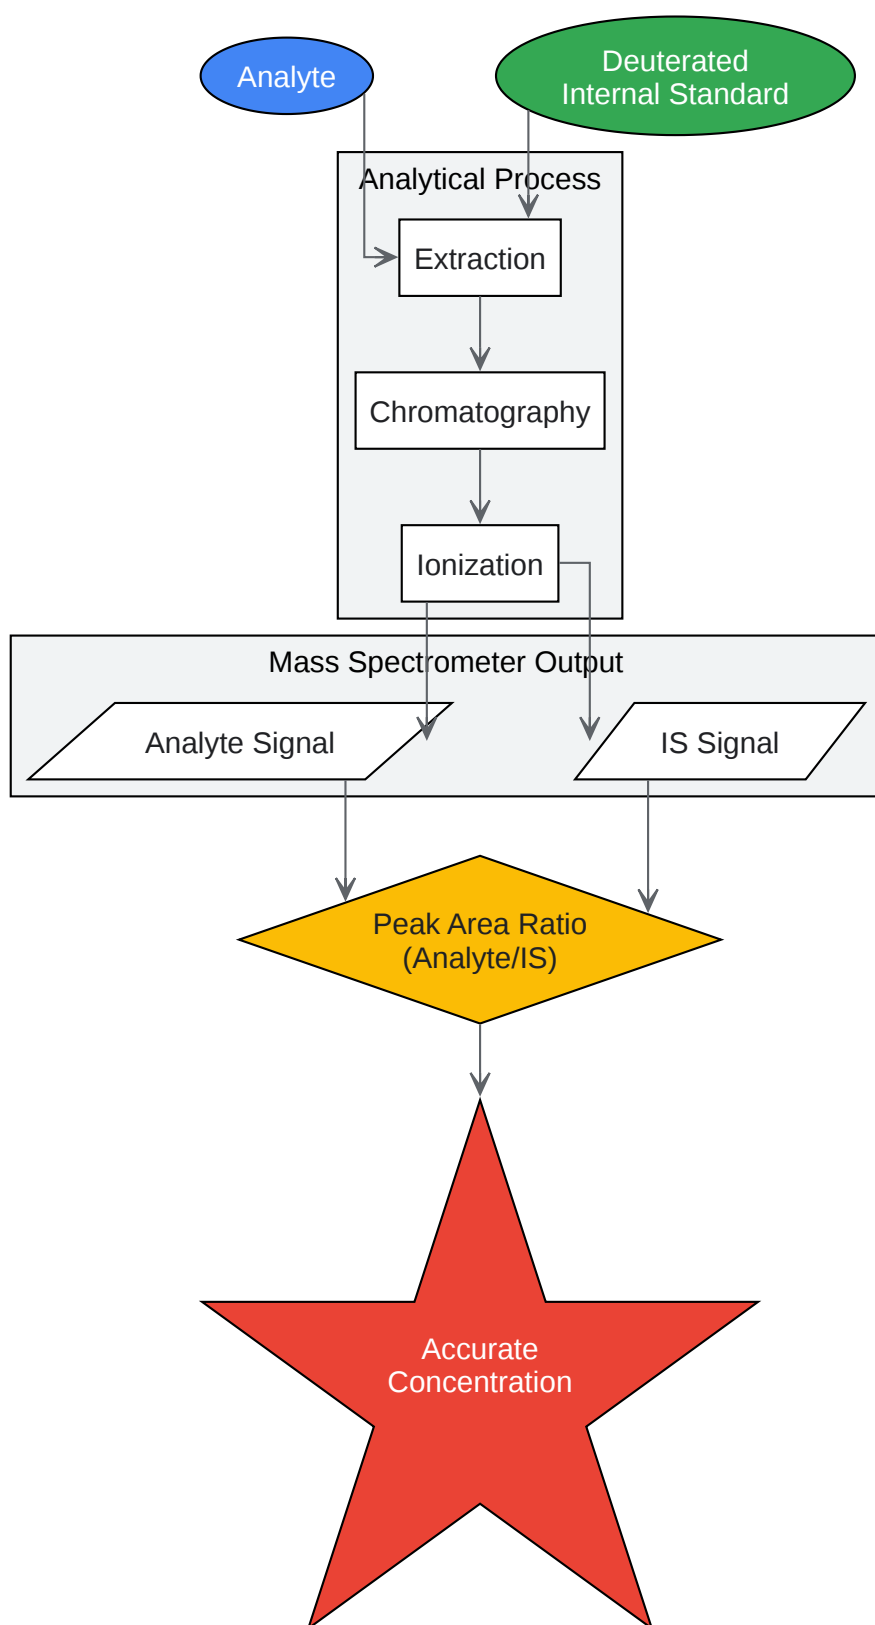 Analyte
Deuterated
Internal Standard
Analytical Process
Extraction
Chromatography
Ionization
Mass Spectrometer Output
Analyte Signal
IS Signal
Peak Area Ratio
(Analyte/IS)
Accurate
Concentration